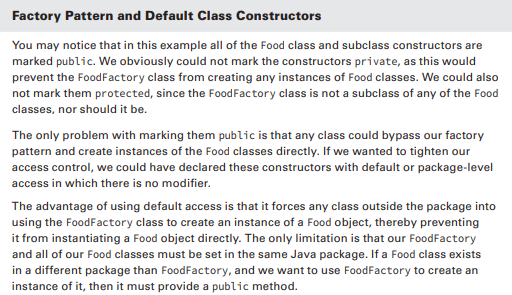 Factory Pattern and Default Class Constructors
You may notice that in this example all of the Food class and subclass constructors are
marked public. We obviously could not mark the constructors private, as this would
prevent the FoodFactory class from creating any instances of Food classes. We could also
not mark them protected, since the FoodFactory class is not a subclass of any of the Food
classes, nor should it be.
The only problem with marking them public is that any class could bypass our factory
pattern and create instances of the Food classes directly. If we wanted to tighten our
access control, we could have declared these constructors with default or package-level
access in which there is no modifier.
The advantage of using default access is that it forces any class outside the package into
using the FoodFactory class to create an instance of a Food object, thereby preventing
it from instantiating a Food object directly. The only limitation is that our FoodFactory
and all of our Food classes must be set in the same Java package. If a Food class exists
in a different package than FoodFactory, and we want to use FoodFactory to create an
instance of it, then it must provide a public method.